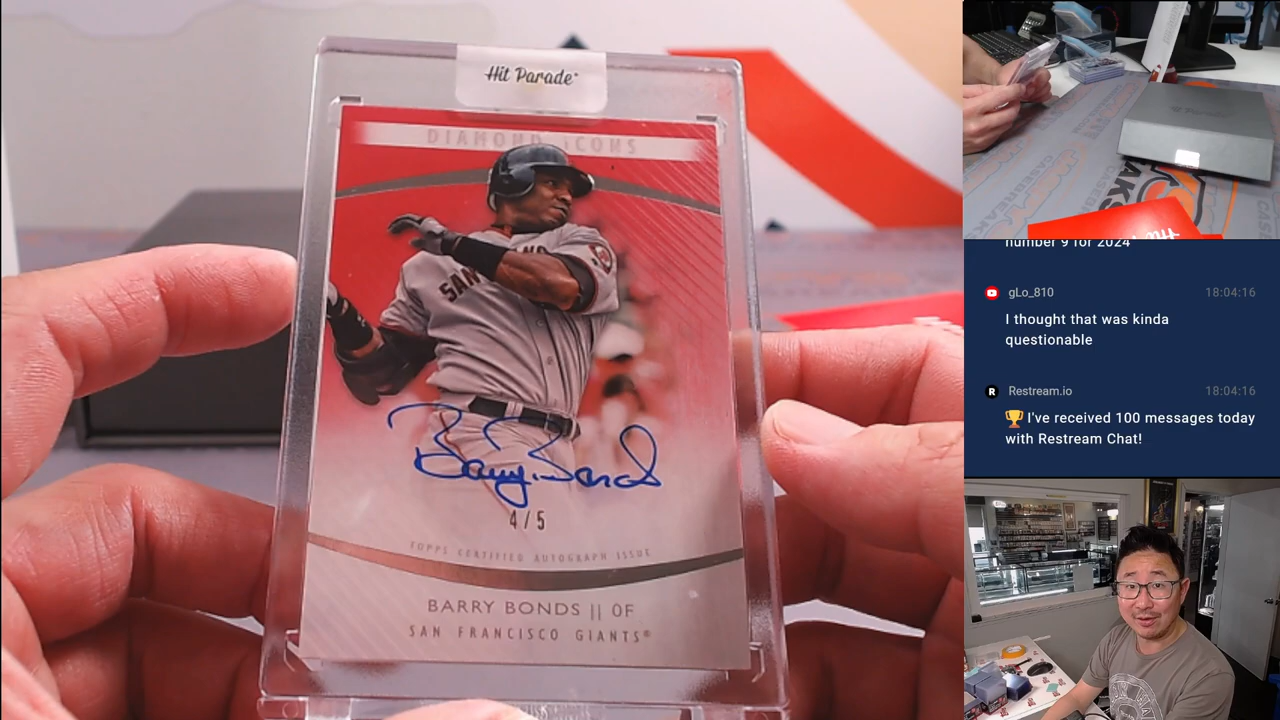 Hit Parade
DIAMOND ICONS
SAN
Barry Bonds
4/5
TOPPS CERTIFIED AUTOGRAPH ISSUE
BARRY BONDS || OF
SAN FRANCISCO GIANTS®
CASEBREAKS
number 9 for 2024
gLo_810 18:04:16
I thought that was kinda
questionable
R Restream.io 18:04:16
🏆 I've received 100 messages today
with Restream Chat!